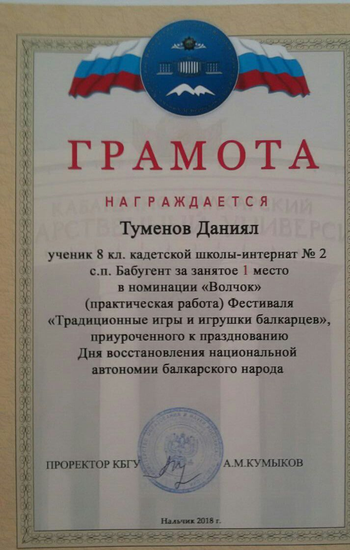 ГРАМОТА
НАГРАЖДАЕТСЯ
Туменов Даниял
ученик 8 кл. кадетской школы-интернат № 2
с.п. Бабугент за занятое 1 место
в номинации «Волчок»
(практическая работа) Фестиваля
«Традиционные игры и игрушки балкарцев»,
приуроченного к празднованию
Дня восстановления национальной
автономии балкарского народа
ПРОРЕКТОР КБГУ А.М.КУМЫКОВ
Нальчик 2018 г.